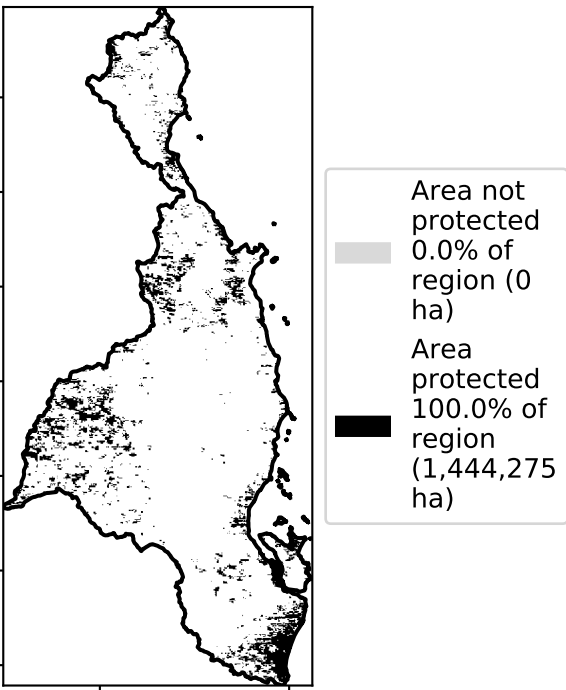 Area not
protected
0.0% of
region (0
ha)
Area
protected
100.0% of
region
(1,444,275
ha)